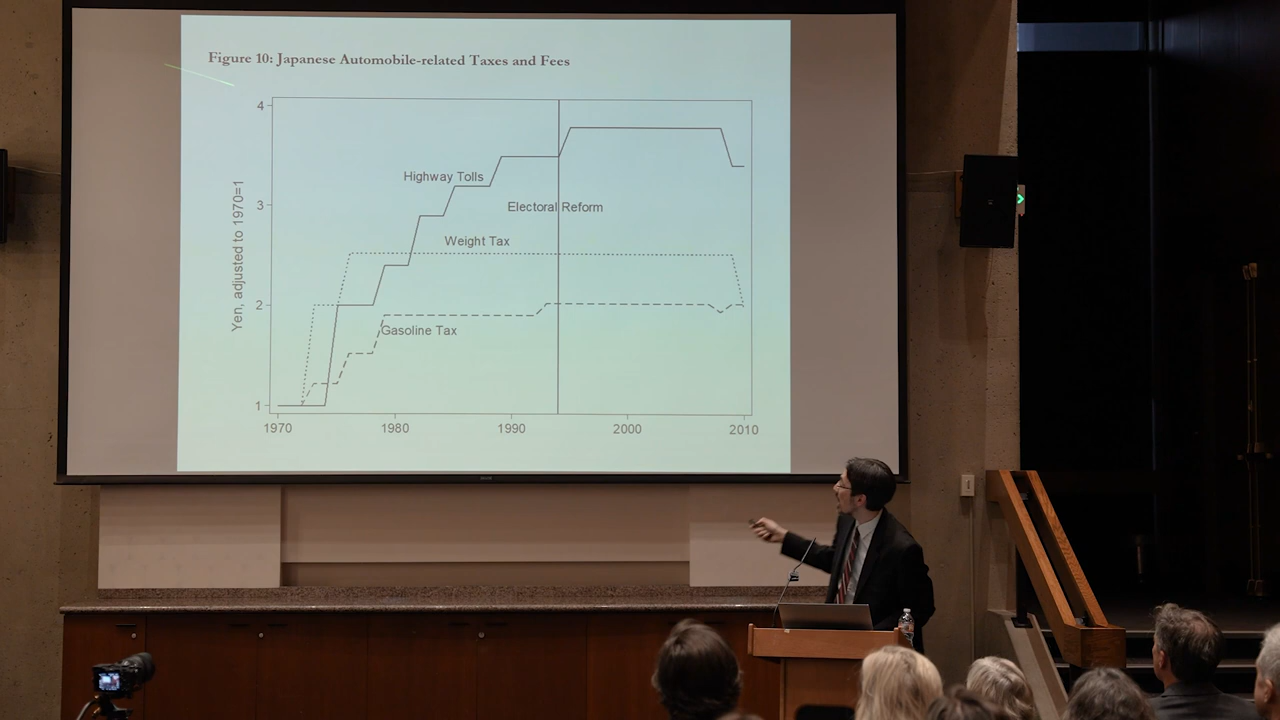 Figure 10: Japanese Automobile-related Taxes and Fees
Yen, adjusted to 1970=1
4
3
2
1
Highway Tolls
Electoral Reform
Weight Tax
Gasoline Tax
1970 1980 1990 2000 2010